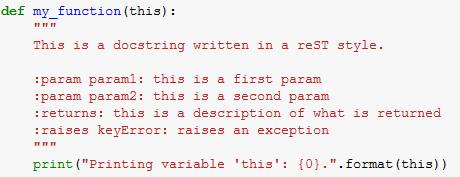 def my_function(this):
    """
    This is a docstring written in a reST style.

    :param param1: this is a first param
    :param param2: this is a second param
    :returns: this is a description of what is returned
    :raises keyError: raises an exception
    """
    print("Printing variable 'this': {0}.".format(this))